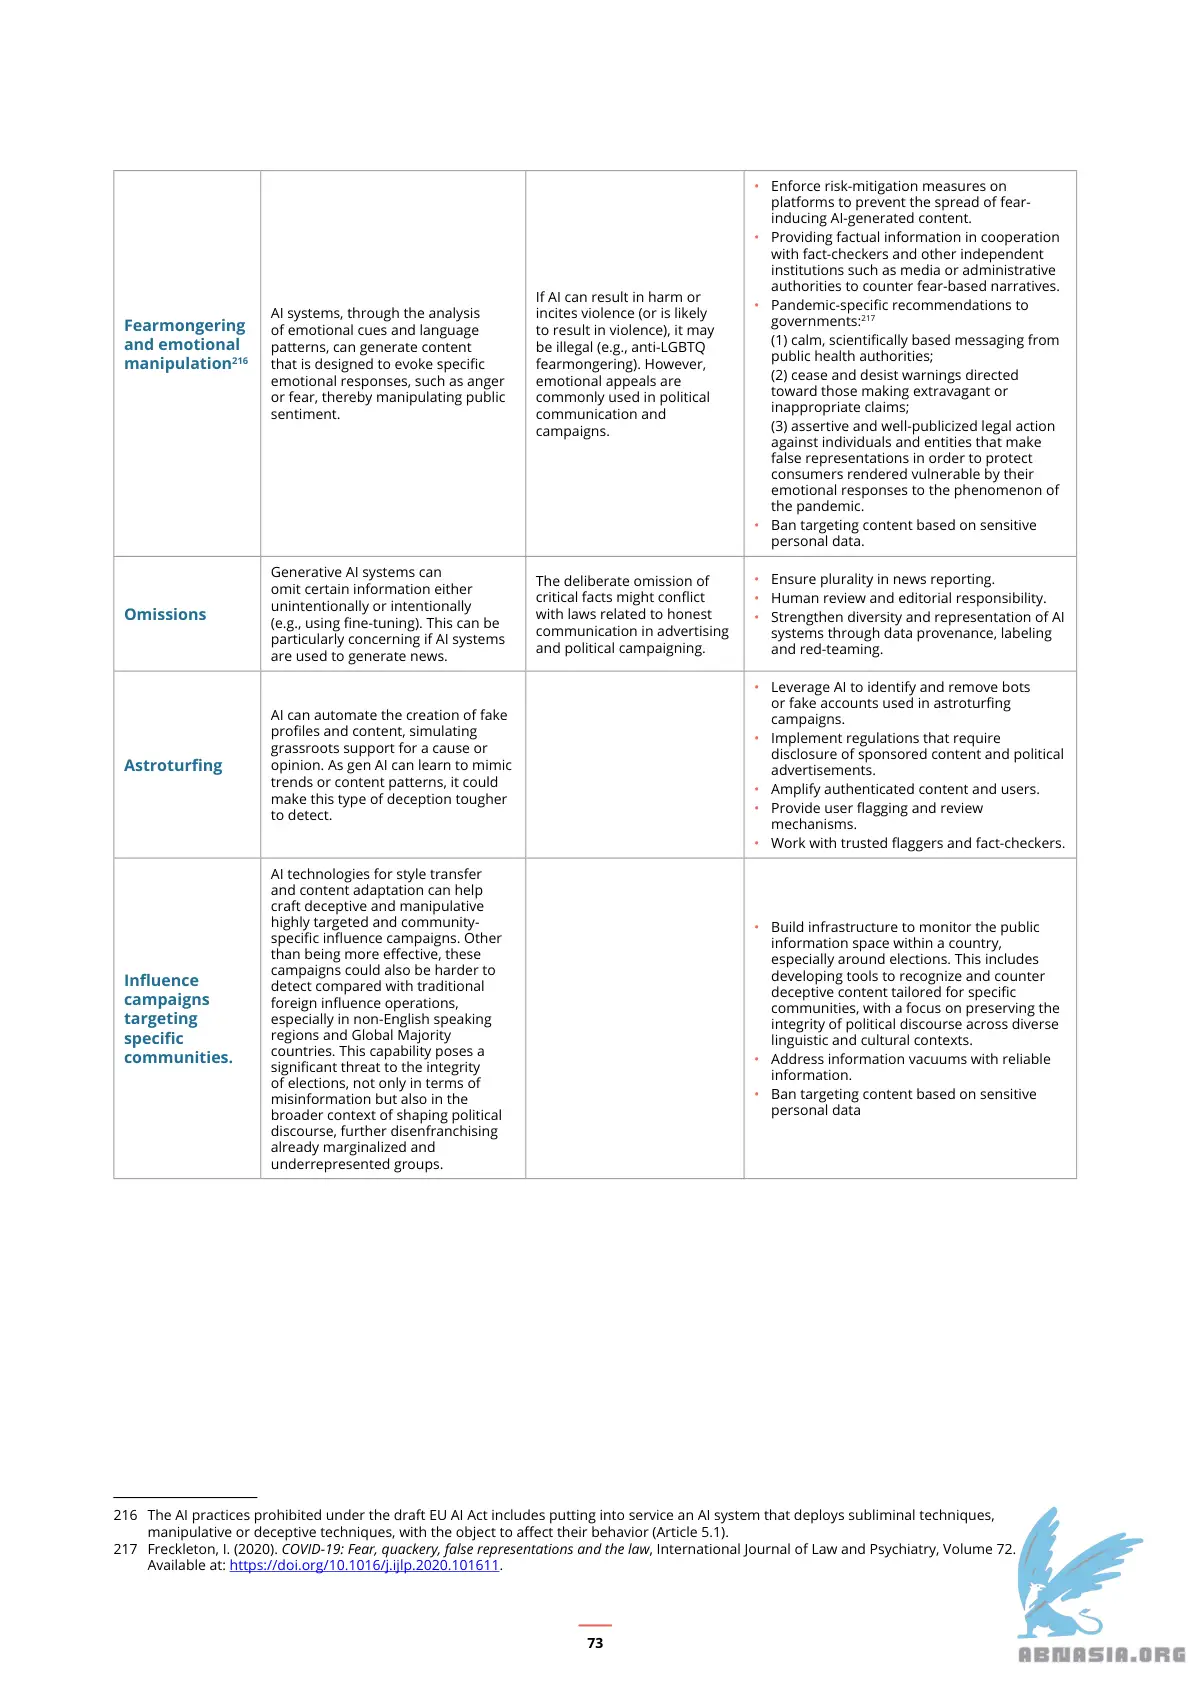 Fearmongering
and emotional
manipulation216
AI systems, through the analysis
of emotional cues and language
patterns, can generate content
that is designed to evoke specific
emotional responses, such as anger
or fear, thereby manipulating public
sentiment.
If AI can result in harm or
incites violence (or is likely
to result in violence), it may
be illegal (e.g., anti-LGBTQ
fearmongering). However,
emotional appeals are
commonly used in political
communication and
campaigns.
• Enforce risk-mitigation measures on
platforms to prevent the spread of fear-
inducing AI-generated content.
• Providing factual information in cooperation
with fact-checkers and other independent
institutions such as media or administrative
authorities to counter fear-based narratives.
• Pandemic-specific recommendations to
governments:217
(1) calm, scientifically based messaging from
public health authorities;
(2) cease and desist warnings directed
toward those making extravagant or
inappropriate claims;
(3) assertive and well-publicized legal action
against individuals and entities that make
false representations in order to protect
consumers rendered vulnerable by their
emotional responses to the phenomenon of
the pandemic.
• Ban targeting content based on sensitive
personal data.
Omissions
Generative AI systems can
omit certain information either
unintentionally or intentionally
(e.g., using fine-tuning). This can be
particularly concerning if AI systems
are used to generate news.
The deliberate omission of
critical facts might conflict
with laws related to honest
communication in advertising
and political campaigning.
• Ensure plurality in news reporting.
• Human review and editorial responsibility.
• Strengthen diversity and representation of AI
systems through data provenance, labeling
and red-teaming.
Astroturfing
AI can automate the creation of fake
profiles and content, simulating
grassroots support for a cause or
opinion. As gen AI can learn to mimic
trends or content patterns, it could
make this type of deception tougher
to detect.
• Leverage AI to identify and remove bots
or fake accounts used in astroturfing
campaigns.
• Implement regulations that require
disclosure of sponsored content and political
advertisements.
• Amplify authenticated content and users.
• Provide user flagging and review
mechanisms.
• Work with trusted flaggers and fact-checkers.
Influence
campaigns
targeting
specific
communities.
AI technologies for style transfer
and content adaptation can help
craft deceptive and manipulative
highly targeted and community-
specific influence campaigns. Other
than being more effective, these
campaigns could also be harder to
detect compared with traditional
foreign influence operations,
especially in non-English speaking
regions and Global Majority
countries. This capability poses a
significant threat to the integrity
of elections, not only in terms of
misinformation but also in the
broader context of shaping political
discourse, further disenfranchising
already marginalized and
underrepresented groups.
• Build infrastructure to monitor the public
information space within a country,
especially around elections. This includes
developing tools to recognize and counter
deceptive content tailored for specific
communities, with a focus on preserving the
integrity of political discourse across diverse
linguistic and cultural contexts.
• Address information vacuums with reliable
information.
• Ban targeting content based on sensitive
personal data
216 The AI practices prohibited under the draft EU AI Act includes putting into service an AI system that deploys subliminal techniques,
manipulative or deceptive techniques, with the object to affect their behavior (Article 5.1).
217 Freckleton, I. (2020). COVID-19: Fear, quackery, false representations and the law, International Journal of Law and Psychiatry, Volume 72.
Available at: https://doi.org/10.1016/j.ijlp.2020.101611.
73
ABNASIA.ORG